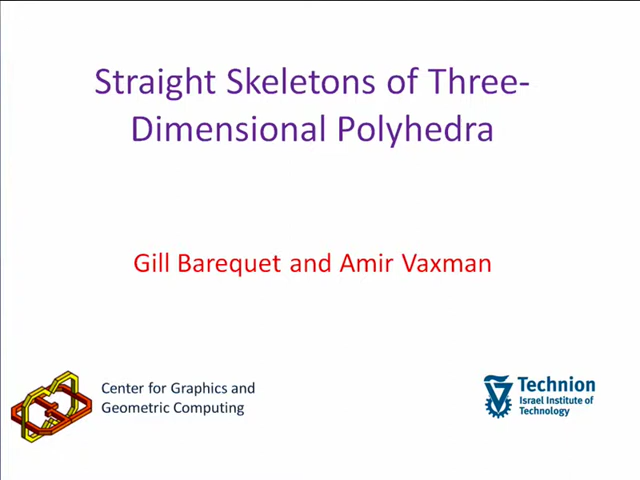 Straight Skeletons of Three-
Dimensional Polyhedra
Gill Barequet and Amir Vaxman
Center for Graphics and
Geometric Computing
Technion
Israel Institute of
Technology